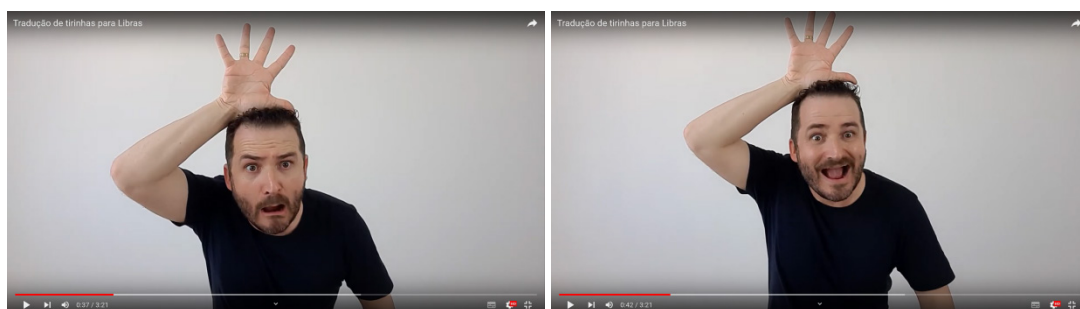 Tradução de tirinhas para Libras
0:37 / 3:21
Tradução de tirinhas para Libras
0:42 / 3:21